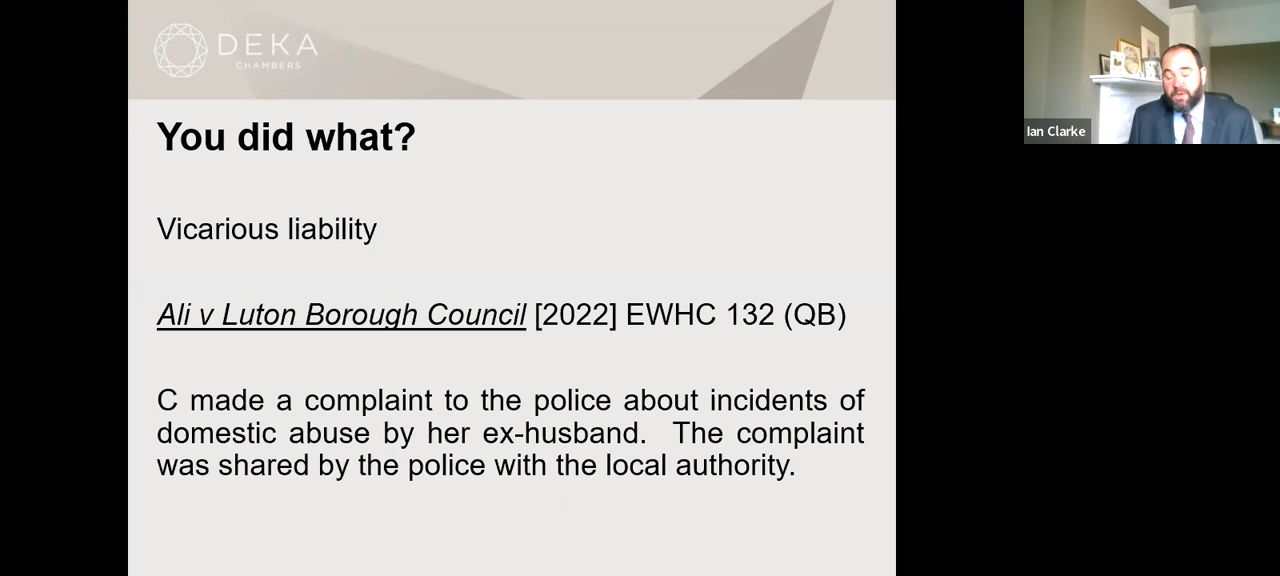 DEKA
CHAMBERS
You did what?
Vicarious liability
Ali v Luton Borough Council [2022] EWHC 132 (QB)
C made a complaint to the police about incidents of
domestic abuse by her ex-husband. The complaint
was shared by the police with the local authority.
Ian Clarke